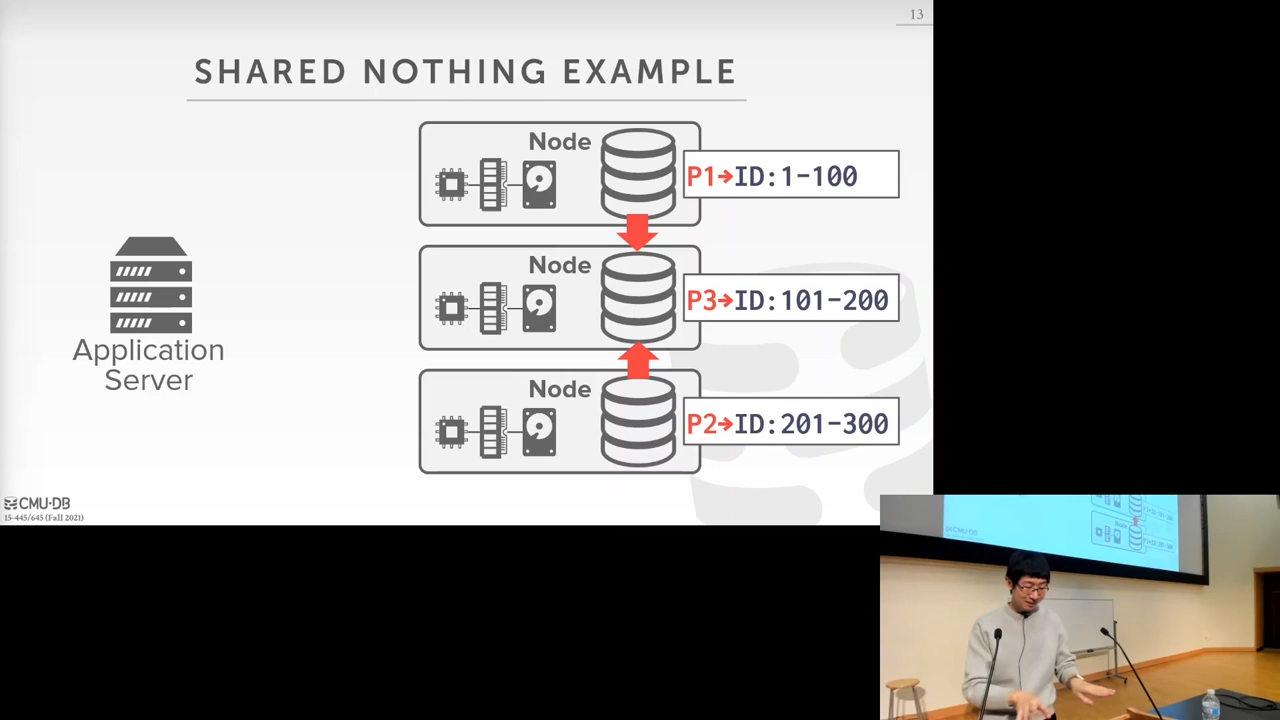 13
SHARED NOTHING EXAMPLE
Node
P1→ID:1-100
Node
P3→ID:101-200
Application
Server
Node
P2→ID:201-300
CMU·DB
15-445/645 (Fall 2021)